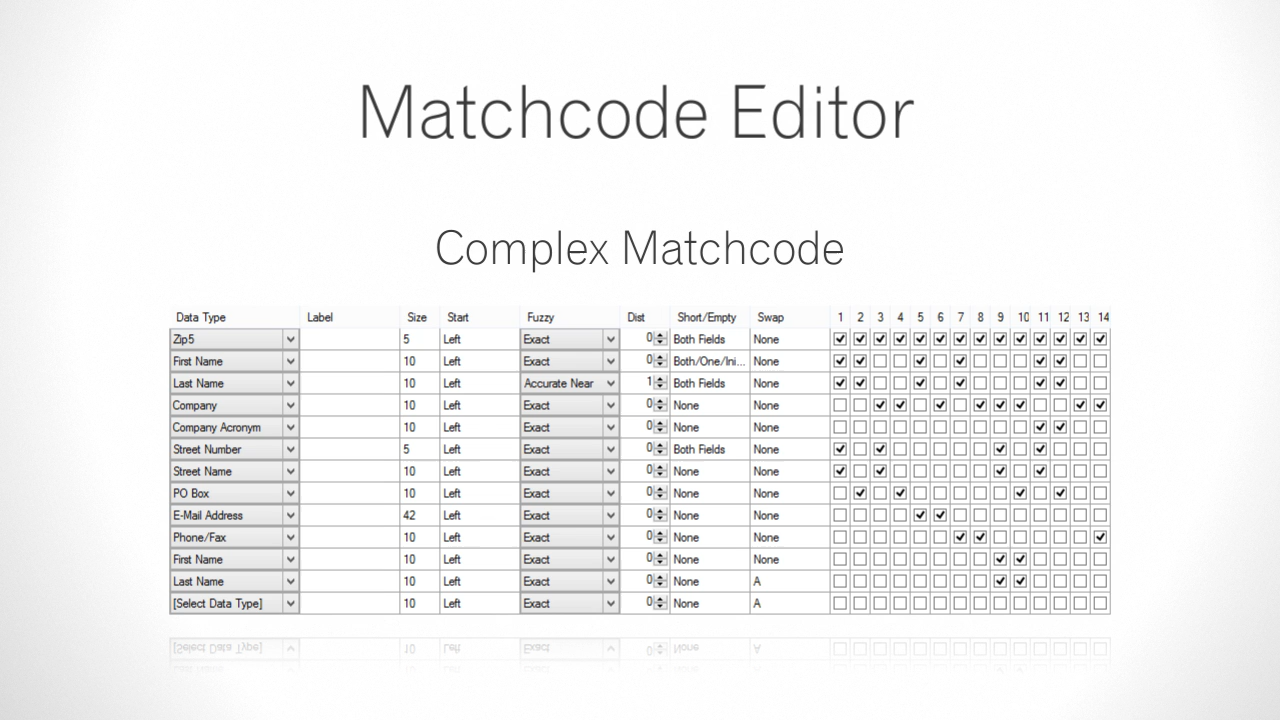 Matchcode Editor
Complex Matchcode
Data Type Label Size Start Fuzzy Dist Short/Empty Swap 1 2 3 4 5 6 7 8 9 10 11 12 13 14
Zip5 5 Left Exact 0 Both Fields None
First Name 10 Left Exact 0 Both/One/Ini... None
Last Name 10 Left Accurate Near 1 Both Fields None
Company 10 Left Exact 0 None None
Company Acronym 10 Left Exact 0 None None
Street Number 5 Left Exact 0 Both Fields None
Street Name 10 Left Exact 0 None None
PO Box 10 Left Exact 0 None None
E-Mail Address 42 Left Exact 0 None None
Phone/Fax 10 Left Exact 0 None None
First Name 10 Left Exact 0 None None
Last Name 10 Left Exact 0 None A
[Select Data Type] 10 Left Exact 0 None A